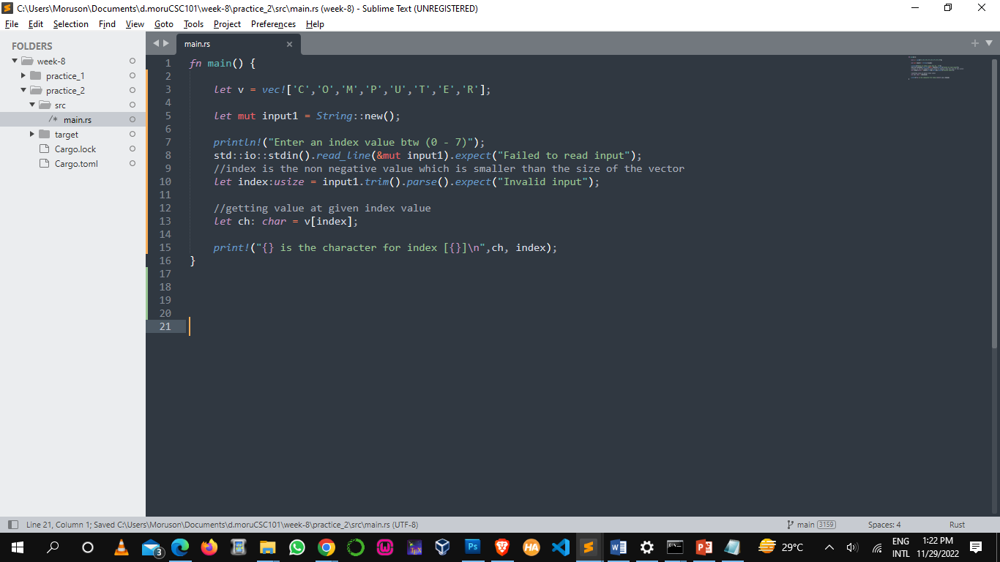 C:\Users\Moruson\Documents\d.moruCSC101\week-8\practice_2\src\main.rs (week-8) - Sublime Text (UNREGISTERED)
File Edit Selection Find View Goto Tools Project Preferences Help
FOLDERS
week-8
practice_1
practice_2
src
/* main.rs
target
Cargo.lock
Cargo.toml
main.rs
1 fn main() {
2
3 let v = vec!['C','O','M','P','U','T','E','R'];
4
5 let mut input1 = String::new();
6
7 println!("Enter an index value btw (0 - 7)");
8 std::io::stdin().read_line(&mut input1).expect("Failed to read input");
9 //index is the non negative value which is smaller than the size of the vector
10 let index:usize = input1.trim().parse().expect("Invalid input");
11
12 //getting value at given index value
13 let ch: char = v[index];
14
15 print!("{} is the character for index [{}]\n",ch, index);
16 }
17
18
19
20
21
Line 21, Column 1; Saved C:\Users\Moruson\Documents\d.moruCSC101\week-8\practice_2\src\main.rs (UTF-8)
main 3159
Spaces: 4
Rust
3
Ps
HA
29°C
ENG
INTL
1:22 PM
11/29/2022